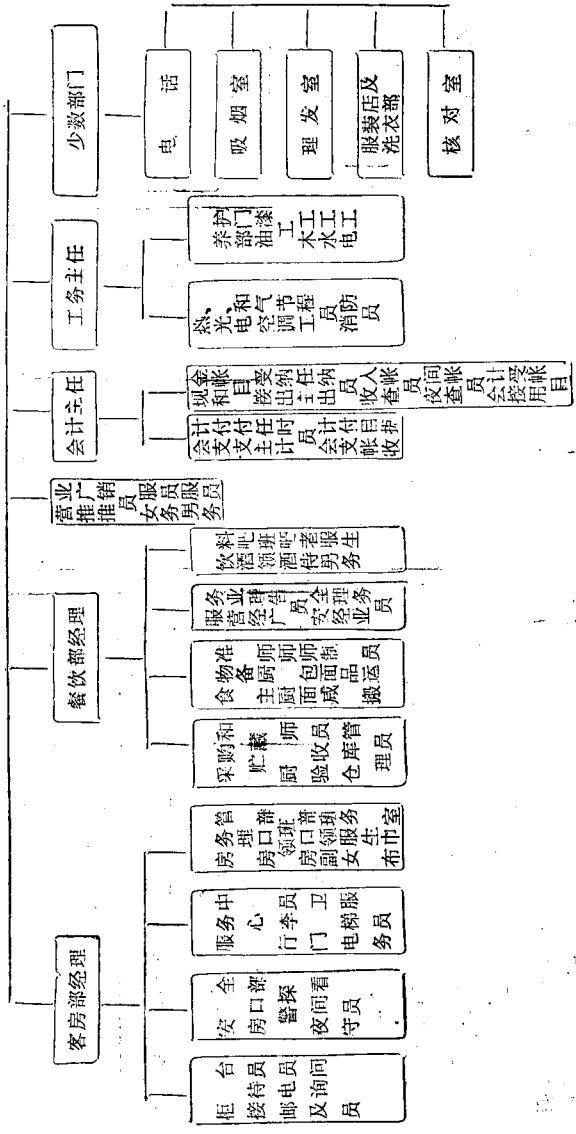 客房部经理
餐饮部经理
会计主任
工务主任
少数部门
柜台
接待员
邮电员
及询问
员
安全
房口部
警探
夜间看
守员
服务中
心
行李员
门卫
电梯服
务员
房务管
理
房口部
领班
房口部
副领班
女服务
生
布巾室
采购和
贮藏
厨师
验收员
仓库管
理员
食物准
备
主厨师
厨师
面包师
咸面制
品
搬运员
服务业
营经理
广告
员
安全
经理
业务
员
饮料
酒吧
领班
酒吧
侍老
男服
务生
营业
推广
推销
员
女服
务员
男服
务员
会计
支付
支付
主任
计时
员
会计
支付
帐目
收护
现金
和帐
目
接受
出纳
主任
出纳
员
收入
查帐
员
夜间
查帐
员
会计
接受
用帐
目
热、
光、
电和
空气
调节
工程
员
消防
员
养护
部门
油漆
工
木工
水工
电工
电话
吸烟室
理发室
服装店及
洗衣部
核对室